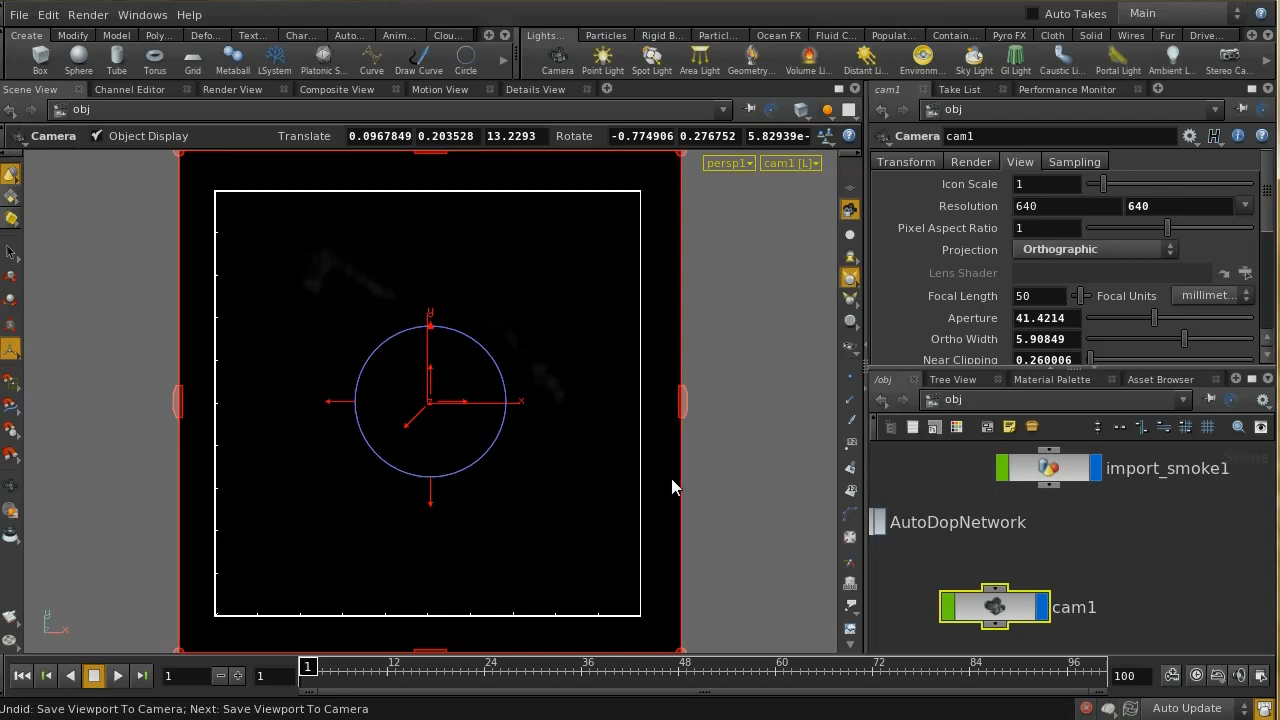 File Edit Render Windows Help Auto Takes Main
Create Modify Model Poly... Defo... Text... Char... Auto... Anim... Clou... Lights... Particles Rigid B... Particl... Ocean FX Fluid C... Populat... Contain... Pyro FX Cloth Solid Wires Fur Drive...
Box Sphere Tube Torus Grid Metaball LSystem Platonic S... Curve Draw Curve Circle Camera Point Light Spot Light Area Light Geometry... Volume Li... Distant Li... Environm... Sky Light GI Light Caustic Li... Portal Light Ambient L... Stereo Ca...
Scene View Channel Editor Render View Composite View Motion View Details View cam1 Take List Performance Monitor
obj obj
Camera Object Display Translate 0.0967849 0.203528 13.2293 Rotate -0.774906 0.276752 5.82939e- Camera cam1
persp1 cam1 [L] Transform Render View Sampling
Icon Scale 1
Resolution 640 640
Pixel Aspect Ratio 1
Projection Orthographic
Lens Shader
Focal Length 50 Focal Units millimet...
Aperture 41.4214
Ortho Width 5.90849
Near Clipping 0.260006
/obj Tree View Material Palette Asset Browser
obj
y
z x
import_smoke1
AutoDopNetwork
cam1
y
x
1 1 1 12 24 36 48 60 72 84 96 100
Undid: Save Viewport To Camera; Next: Save Viewport To Camera Auto Update